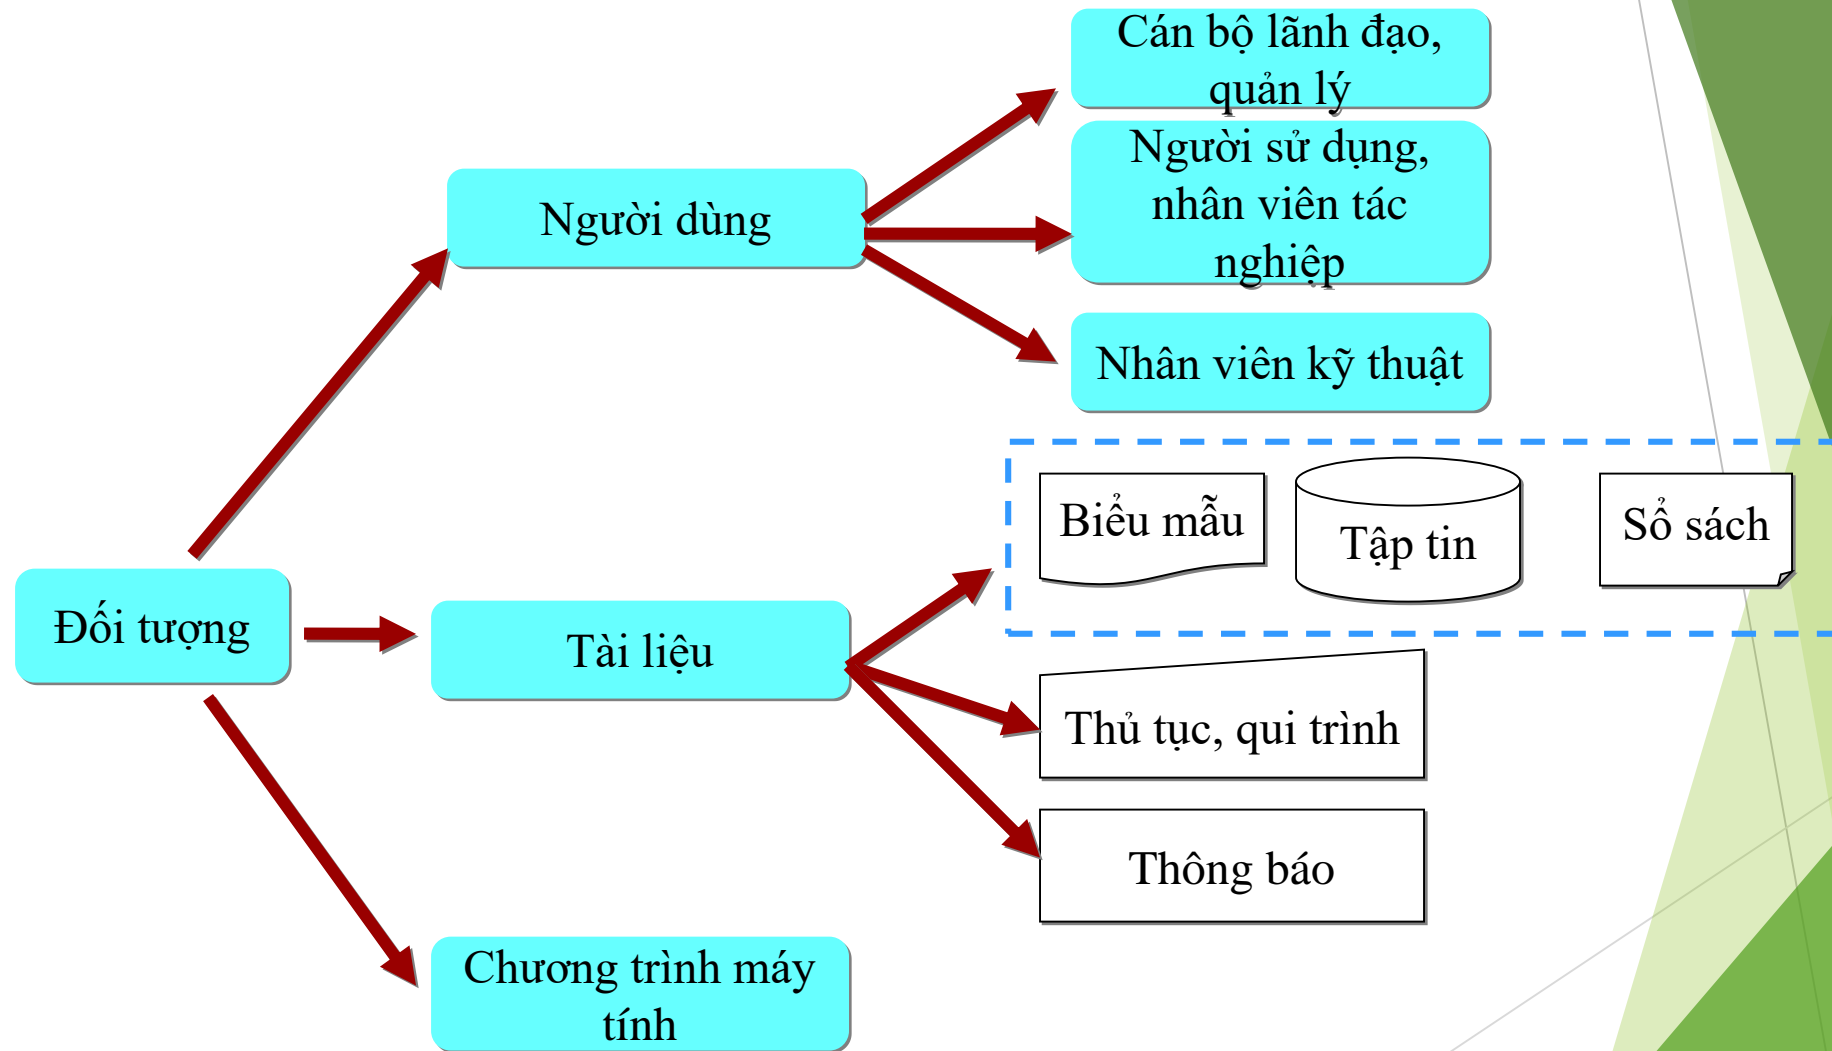 Cán bộ lãnh đạo,
quản lý
Người sử dụng,
nhân viên tác
nghiệp
Người dùng
Nhân viên kỹ thuật
Biểu mẫu
Tập tin
Sổ sách
Đối tượng
Tài liệu
Thủ tục, qui trình
Thông báo
Chương trình máy
tính